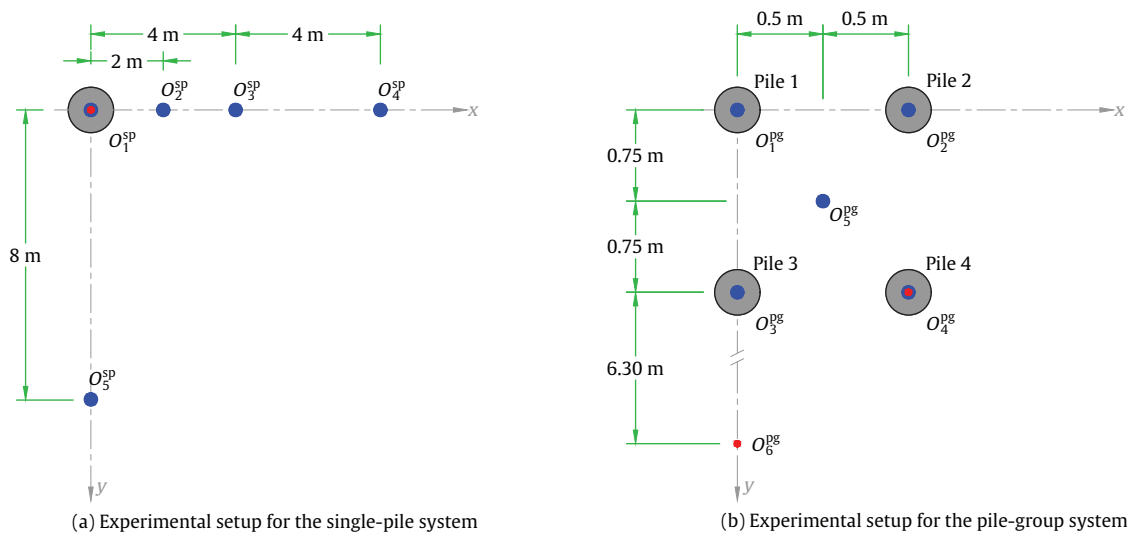 4 m
4 m
2 m
O₂ˢᵖ
O₃ˢᵖ
O₄ˢᵖ
x
O₁ˢᵖ
8 m
O₅ˢᵖ
y
(a) Experimental setup for the single-pile system
0.5 m
0.5 m
Pile 1
Pile 2
x
O₁ᵖᵍ
O₂ᵖᵍ
0.75 m
O₅ᵖᵍ
0.75 m
Pile 3
Pile 4
O₃ᵖᵍ
O₄ᵖᵍ
6.30 m
O₆ᵖᵍ
y
(b) Experimental setup for the pile-group system